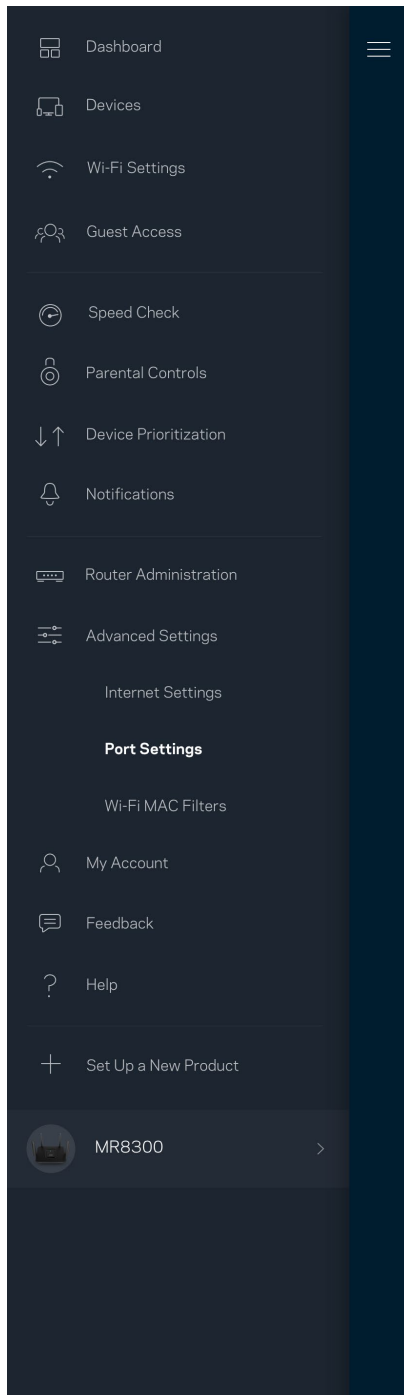 Dashboard
Devices
Wi-Fi Settings
Guest Access
Speed Check
Parental Controls
Device Prioritization
Notifications
Router Administration
Advanced Settings
Internet Settings
Port Settings
Wi-Fi MAC Filters
My Account
Feedback
Help
Set Up a New Product
MR8300